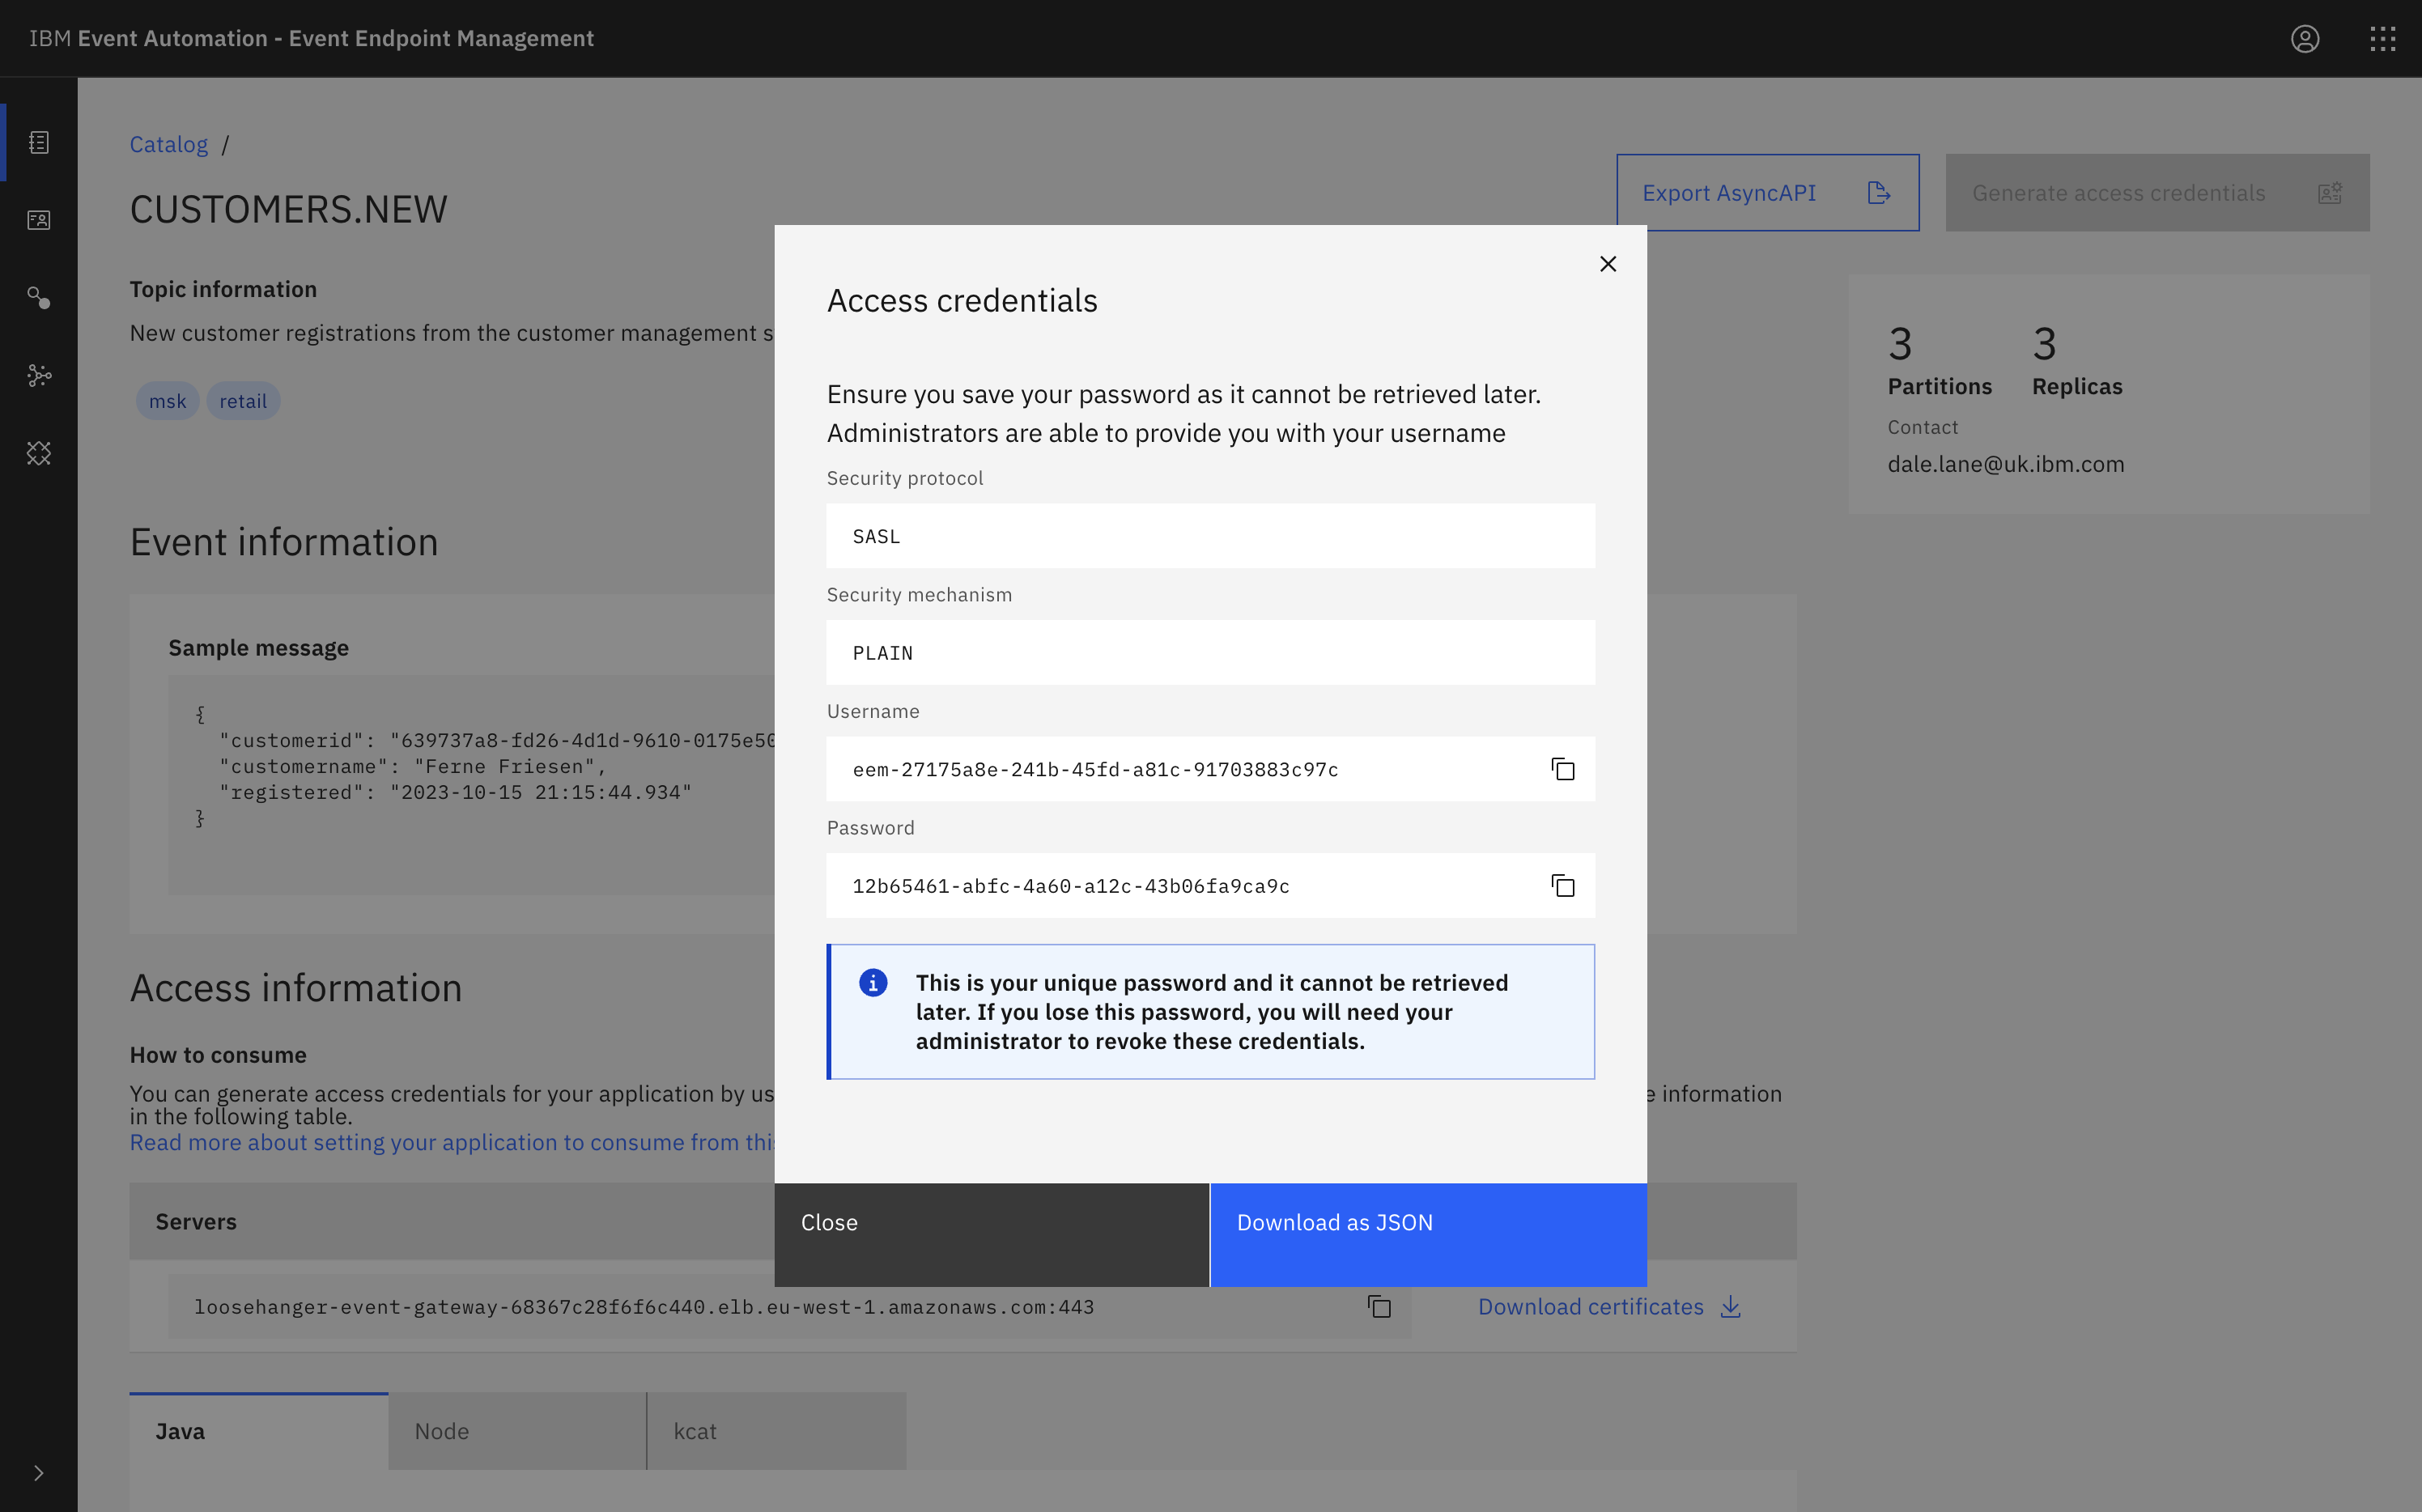 IBM Event Automation - Event Endpoint Management
Catalog /
CUSTOMERS.NEW
Export AsyncAPI
Generate access credentials
Topic information
New customer registrations from the customer management s
msk
retail
3
Partitions
3
Replicas
Contact
dale.lane@uk.ibm.com
Event information
Sample message
{
"customerid": "639737a8-fd26-4d1d-9610-0175e50
"customername": "Ferne Friesen",
"registered": "2023-10-15 21:15:44.934"
}
Access information
How to consume
You can generate access credentials for your application by us
e information
in the following table.
Read more about setting your application to consume from this
Servers
loosehanger-event-gateway-68367c28f6f6c440.elb.eu-west-1.amazonaws.com:443
Download certificates
Java
Node
kcat
Access credentials
Ensure you save your password as it cannot be retrieved later.
Administrators are able to provide you with your username
Security protocol
SASL
Security mechanism
PLAIN
Username
eem-27175a8e-241b-45fd-a81c-91703883c97c
Password
12b65461-abfc-4a60-a12c-43b06fa9ca9c
This is your unique password and it cannot be retrieved
later. If you lose this password, you will need your
administrator to revoke these credentials.
Close
Download as JSON